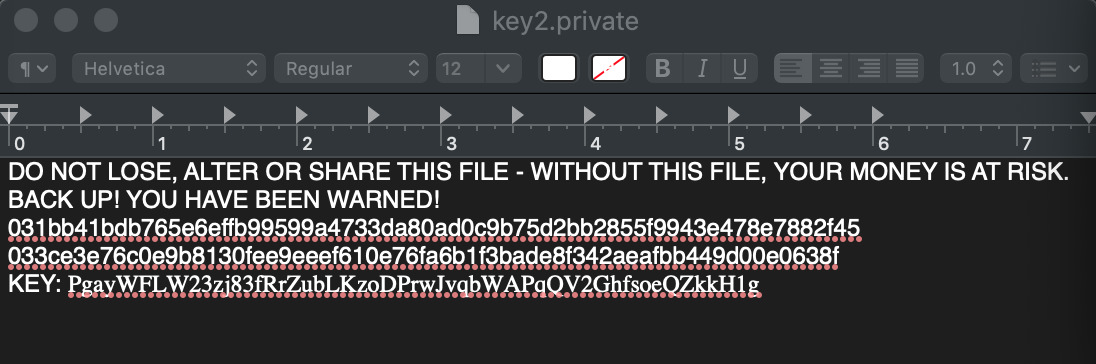 key2.private
¶ Helvetica Regular 12 B I U 1.0
0 1 2 3 4 5 6 7
DO NOT LOSE, ALTER OR SHARE THIS FILE - WITHOUT THIS FILE, YOUR MONEY IS AT RISK.
BACK UP! YOU HAVE BEEN WARNED!
031bb41bdb765e6effb99599a4733da80ad0c9b75d2bb2855f9943e478e7882f45
033ce3e76c0e9b8130fee9eeef610e76fa6b1f3bade8f342aeafbb449d00e0638f
KEY: PgayWFLW23zj83fRrZubLKzoDPrwJvqbWAPqQV2GhfsoeQZkkH1g